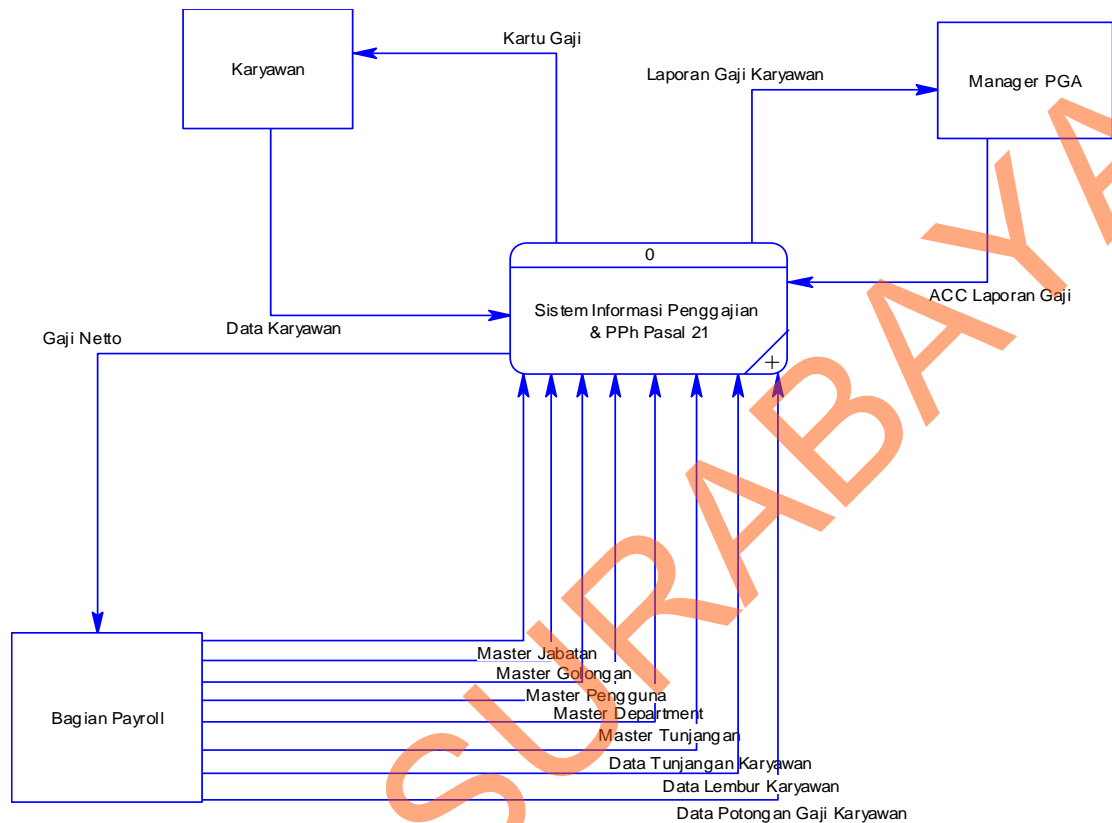 Kartu Gaji
Karyawan
Laporan Gaji Karyawan
Manager PGA
0
Sistem Informasi Penggajian
& PPh Pasal 21
+
ACC Laporan Gaji
Data Karyawan
Gaji Netto
Master Jabatan
Master Golongan
Master Pengguna
Master Department
Bagian Payroll
Master Tunjangan
Data Tunjangan Karyawan
Data Lembur Karyawan
Data Potongan Gaji Karyawan
SURABAYA